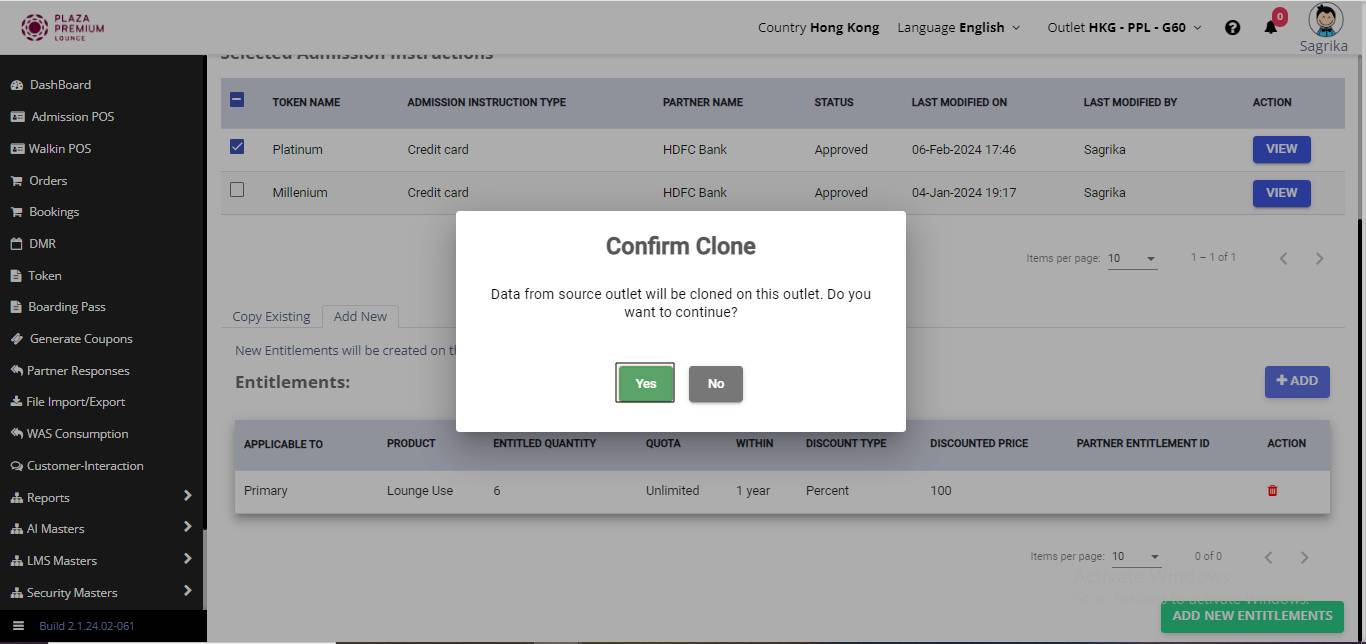 PLAZA
PREMIUM
LOUNGE
Country Hong Kong
Language English
Outlet HKG - PPL - G60
0
Sagrika
DashBoard
Admission POS
Walkin POS
Orders
Bookings
DMR
Token
Boarding Pass
Generate Coupons
Partner Responses
File Import/Export
WAS Consumption
Customer-Interaction
Reports
AI Masters
LMS Masters
Security Masters
Build 2.1.24.02-061
Selected Admission Instructions
TOKEN NAME ADMISSION INSTRUCTION TYPE PARTNER NAME STATUS LAST MODIFIED ON LAST MODIFIED BY ACTION
Platinum Credit card HDFC Bank Approved 06-Feb-2024 17:46 Sagrika VIEW
Millenium Credit card HDFC Bank Approved 04-Jan-2024 19:17 Sagrika VIEW
Items per page: 10 1 – 1 of 1
Confirm Clone
Data from source outlet will be cloned on this outlet. Do you
want to continue?
Yes No
Copy Existing Add New
New Entitlements will be created on
Entitlements:
+ ADD
APPLICABLE TO PRODUCT ENTITLED QUANTITY QUOTA WITHIN DISCOUNT TYPE DISCOUNTED PRICE PARTNER ENTITLEMENT ID ACTION
Primary Lounge Use 6 Unlimited 1 year Percent 100
Items per page: 10 0 of 0
Activate Windows
to activate Windows.
ADD NEW ENTITLEMENTS